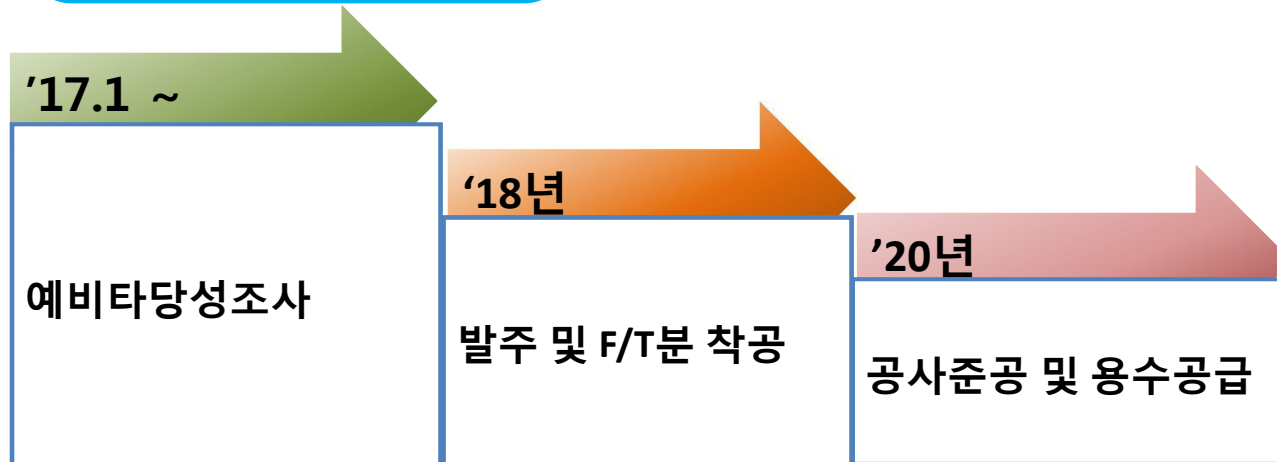 ’17.1 ~
예비타당성조사
‘18년
발주 및 F/T분 착공
’20년
공사준공 및 용수공급